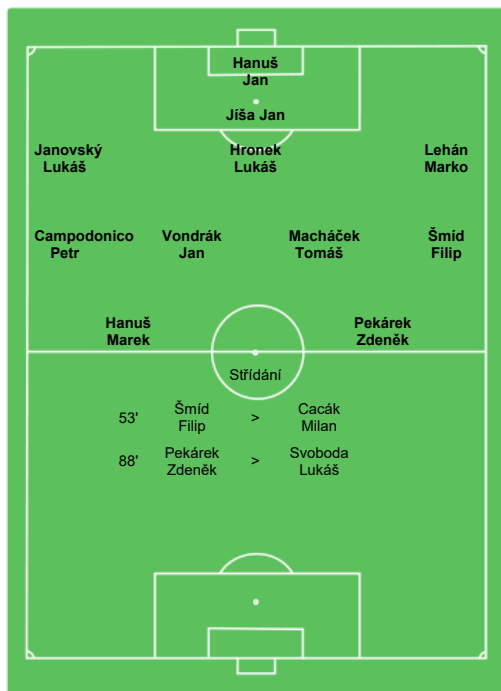 Hanuš
Jan
Jíša Jan
Janovský Hronek Lehán
Lukáš Lukáš Marko
Campodonico Vondrák Macháček Šmíd
Petr Jan Tomáš Filip
Hanuš Pekárek
Marek Zdeněk
Střídání
53' Šmíd Filip > Cacák Milan
88' Pekárek Zdeněk > Svoboda Lukáš